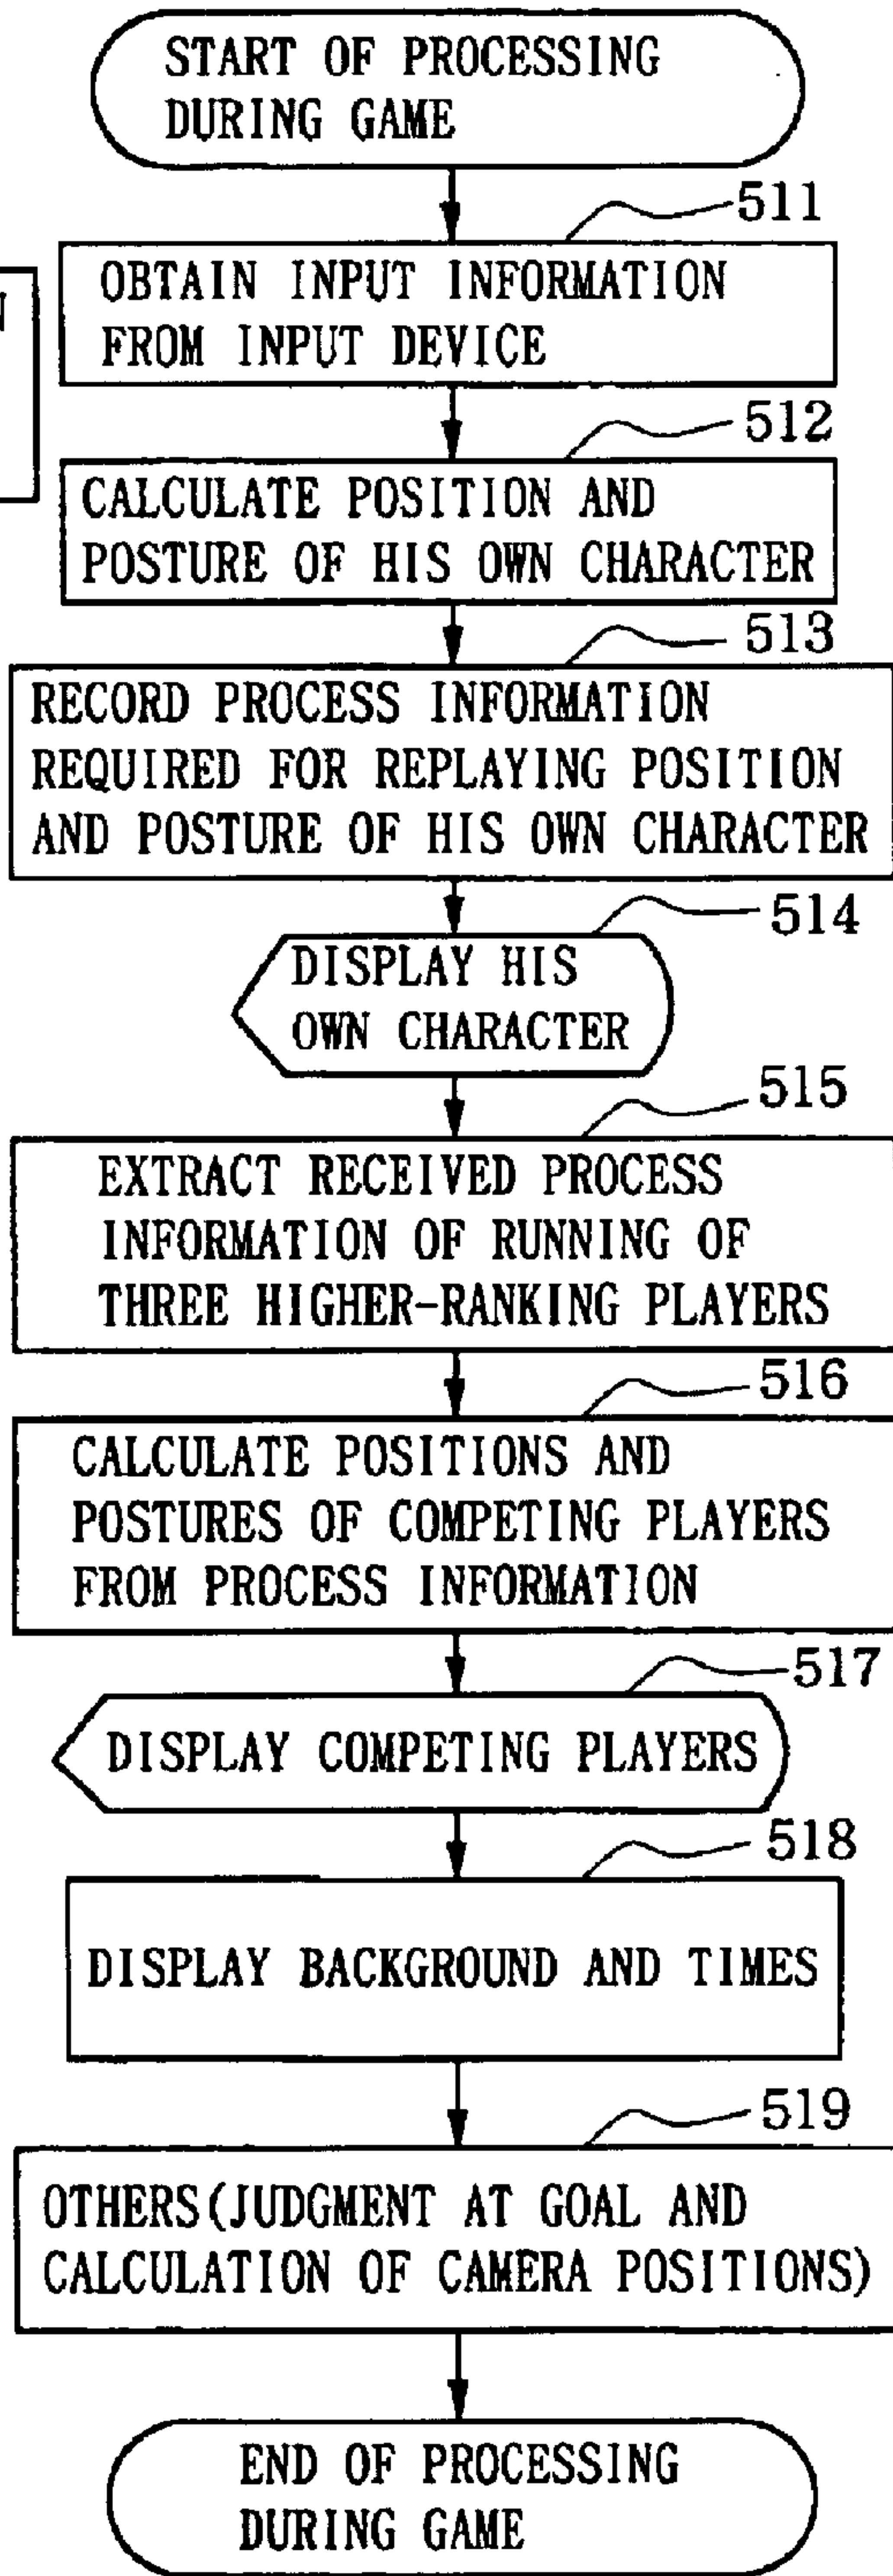 START OF PROCESSING
DURING GAME
511
N
OBTAIN INPUT INFORMATION
FROM INPUT DEVICE
512
CALCULATE POSITION AND
POSTURE OF HIS OWN CHARACTER
513
RECORD PROCESS INFORMATION
REQUIRED FOR REPLAYING POSITION
AND POSTURE OF HIS OWN CHARACTER
514
DISPLAY HIS
OWN CHARACTER
515
EXTRACT RECEIVED PROCESS
INFORMATION OF RUNNING OF
THREE HIGHER-RANKING PLAYERS
516
CALCULATE POSITIONS AND
POSTURES OF COMPETING PLAYERS
FROM PROCESS INFORMATION
517
DISPLAY COMPETING PLAYERS
518
DISPLAY BACKGROUND AND TIMES
519
OTHERS(JUDGMENT AT GOAL AND
CALCULATION OF CAMERA POSITIONS)
END OF PROCESSING
DURING GAME